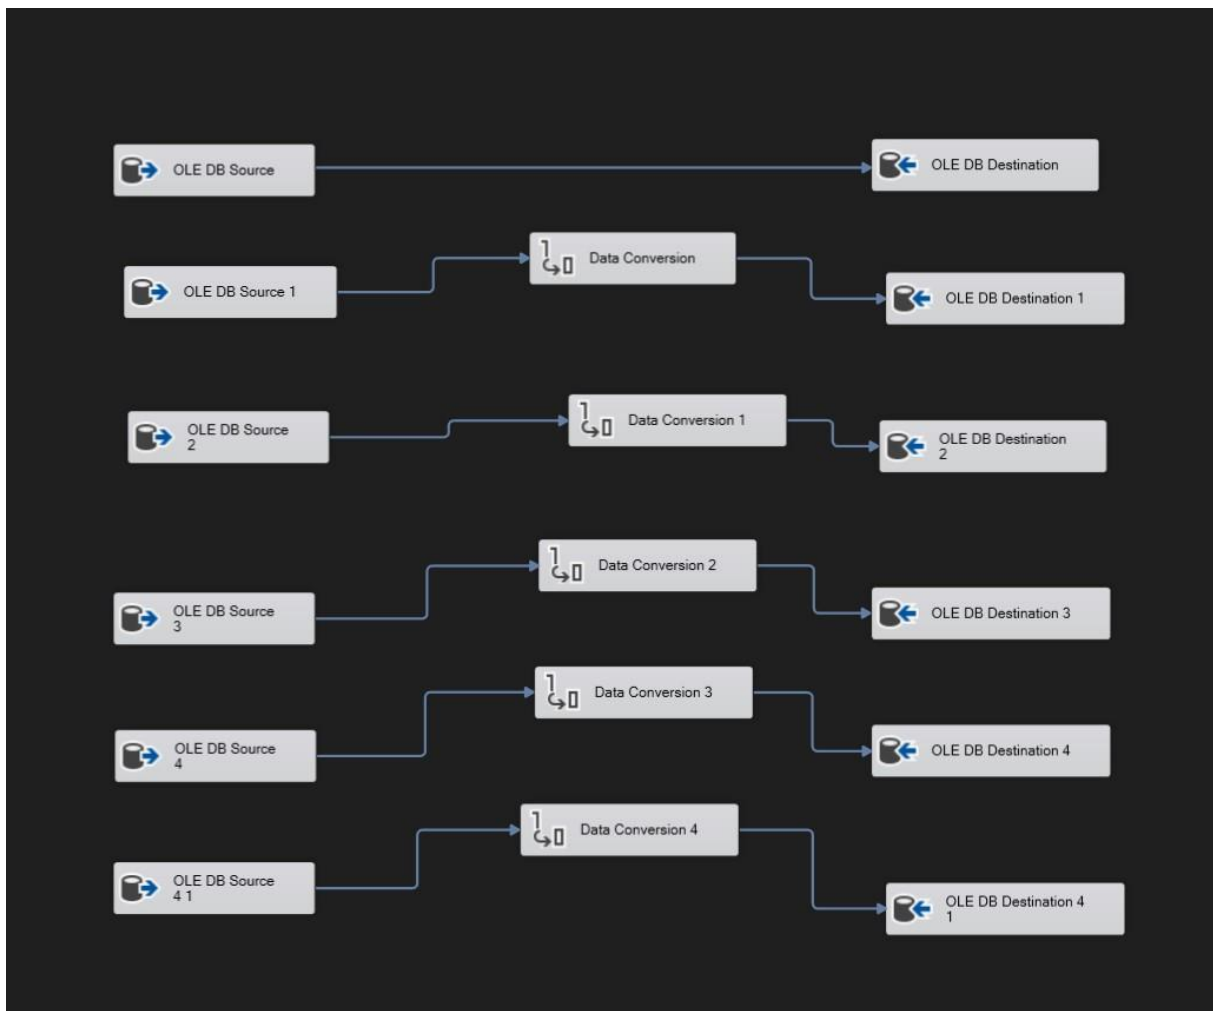 OLE DB Source
OLE DB Destination
Data Conversion
OLE DB Source 1
OLE DB Destination 1
Data Conversion 1
OLE DB Source
2
OLE DB Destination
2
Data Conversion 2
OLE DB Source
3
OLE DB Destination 3
Data Conversion 3
OLE DB Source
4
OLE DB Destination 4
Data Conversion 4
OLE DB Source
4 1
OLE DB Destination 4
1